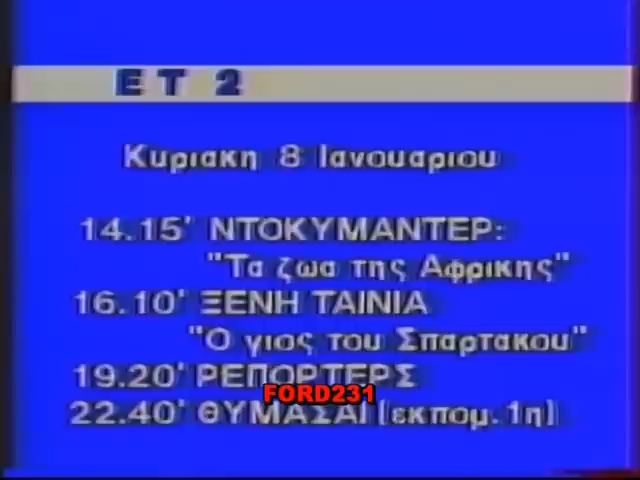 ΕΤ 2
Κυριακη 8 Ιανουαριου
14.15' ΝΤΟΚΥΜΑΝΤΕΡ:
"Τα ζωα της Αφρικης"
16.10' ΞΕΝΗ ΤΑΙΝΙΑ
"Ο γιος του Σπαρτακου"
19.20' ΡΕΠΟΡΤΕΡΣ
FORD231
22.40' ΘΥΜΑΣΑΙ (εκπομ. 1η)